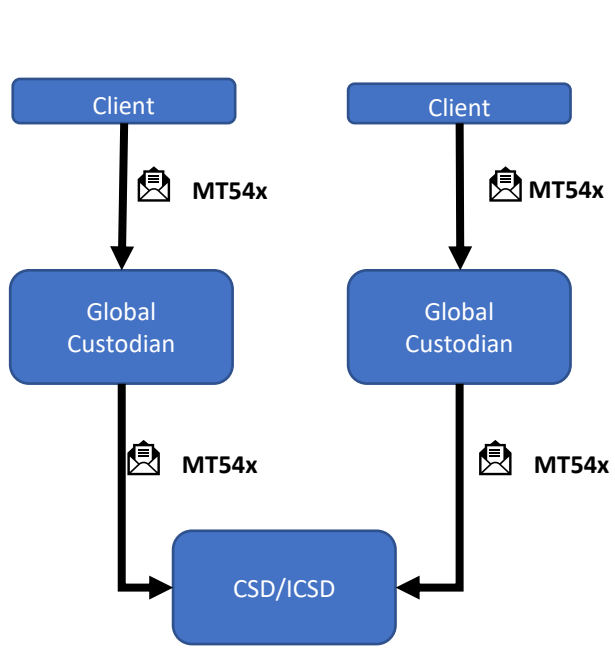 Client
Client
MT54x
MT54x
Global
Custodian
Global
Custodian
MT54x
MT54x
CSD/ICSD